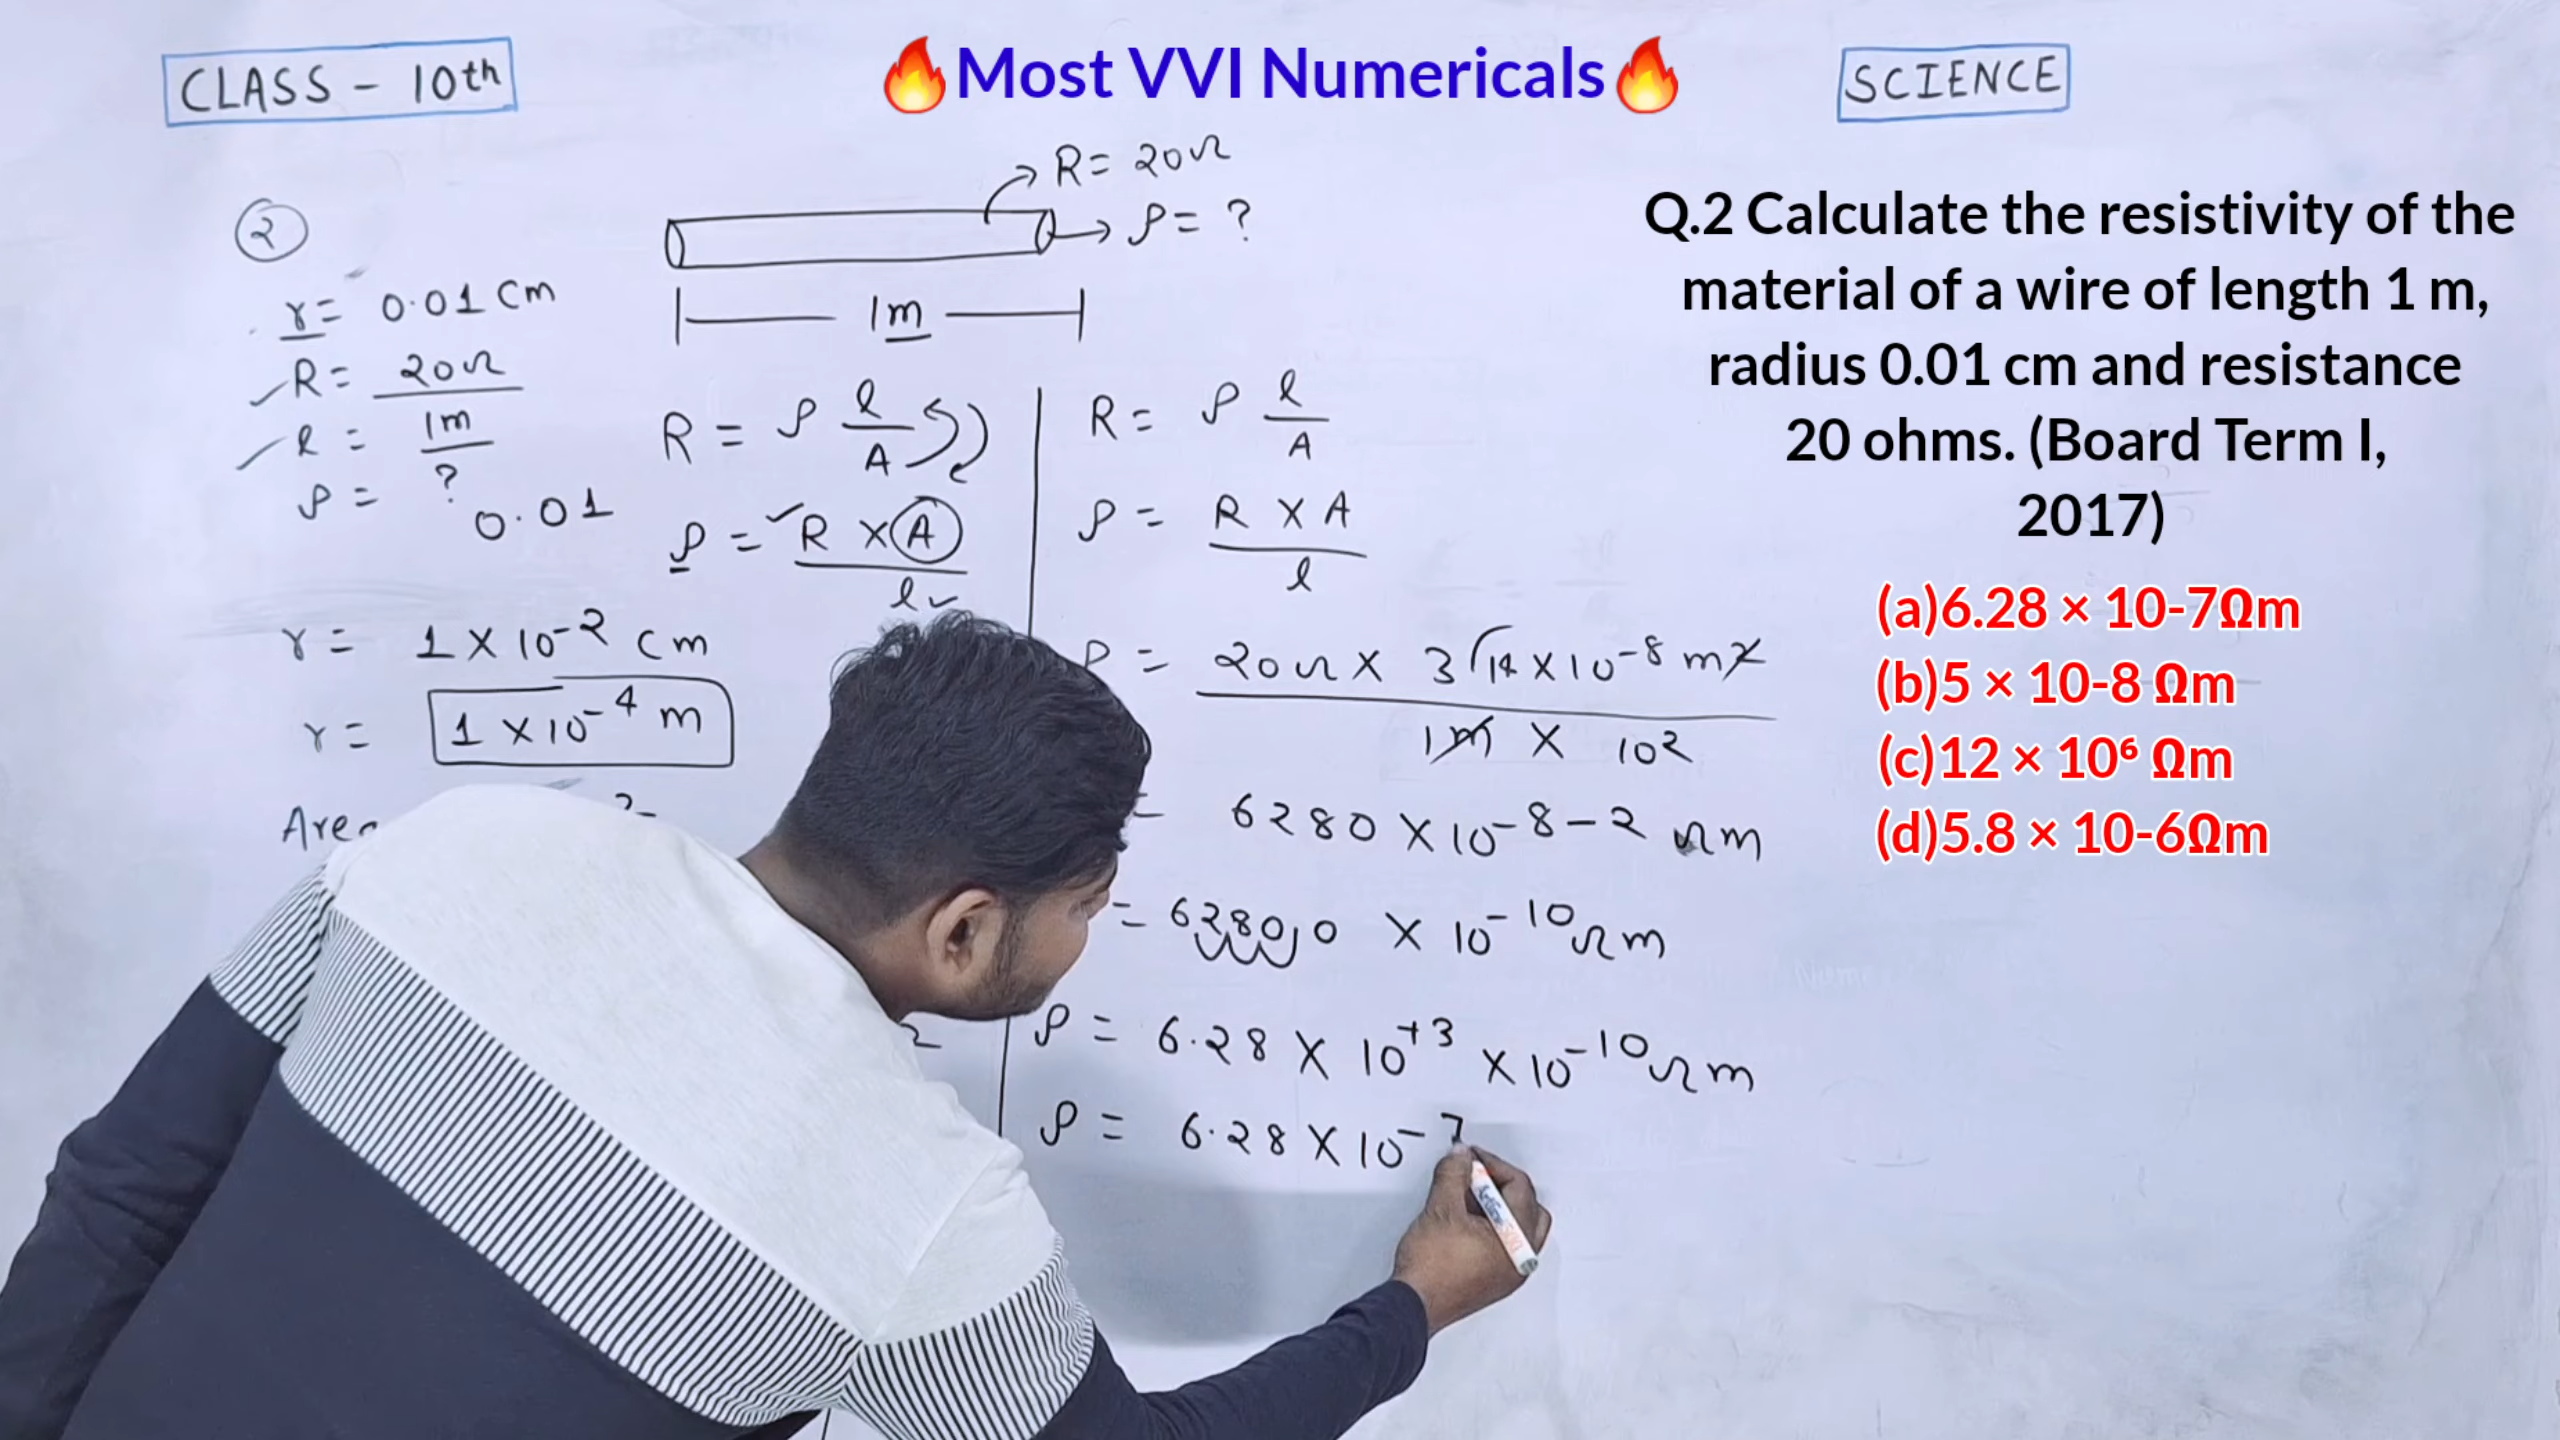 CLASS - 10th
🔥Most VVI Numericals🔥
SCIENCE
R = 20Ω
ρ = ?
1m
②
r = 0.01 cm
R = 20Ω
l = 1m
ρ = ?
0.01
R = ρ l/A
ρ = R × A / l
r = 1 × 10⁻² cm
r = 1 × 10⁻⁴ m
R = ρ l/A
ρ = R × A / l
ρ = 20Ω × 3.14 × 10⁻⁸ m² / 1m × 10²
= 6280 × 10⁻⁸⁻² Ωm
= 6280.0 × 10⁻¹⁰ Ωm
ρ = 6.28 × 10⁺³ × 10⁻¹⁰ Ωm
ρ = 6.28 × 10⁻⁷
Q.2 Calculate the resistivity of the
material of a wire of length 1 m,
radius 0.01 cm and resistance
20 ohms. (Board Term I,
2017)
(a)6.28 × 10-7Ωm
(b)5 × 10-8 Ωm
(c)12 × 10⁶ Ωm
(d)5.8 × 10-6Ωm